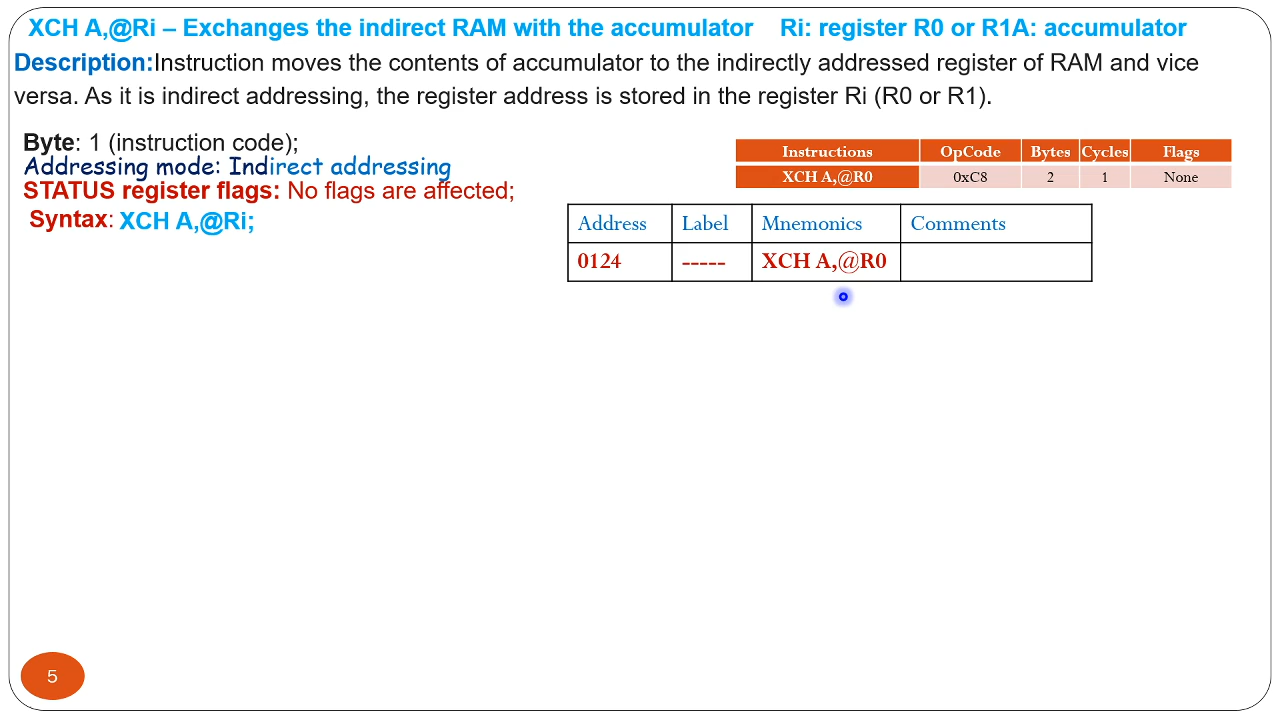 XCH A,@Ri – Exchanges the indirect RAM with the accumulator Ri: register R0 or R1A: accumulator
Description:Instruction moves the contents of accumulator to the indirectly addressed register of RAM and vice
versa. As it is indirect addressing, the register address is stored in the register Ri (R0 or R1).
Byte: 1 (instruction code);
Addressing mode: Indirect addressing
STATUS register flags: No flags are affected;
Syntax: XCH A,@Ri;
Instructions OpCode Bytes Cycles Flags
XCH A,@R0 0xC8 2 1 None
Address Label Mnemonics Comments
0124 ----- XCH A,@R0
5